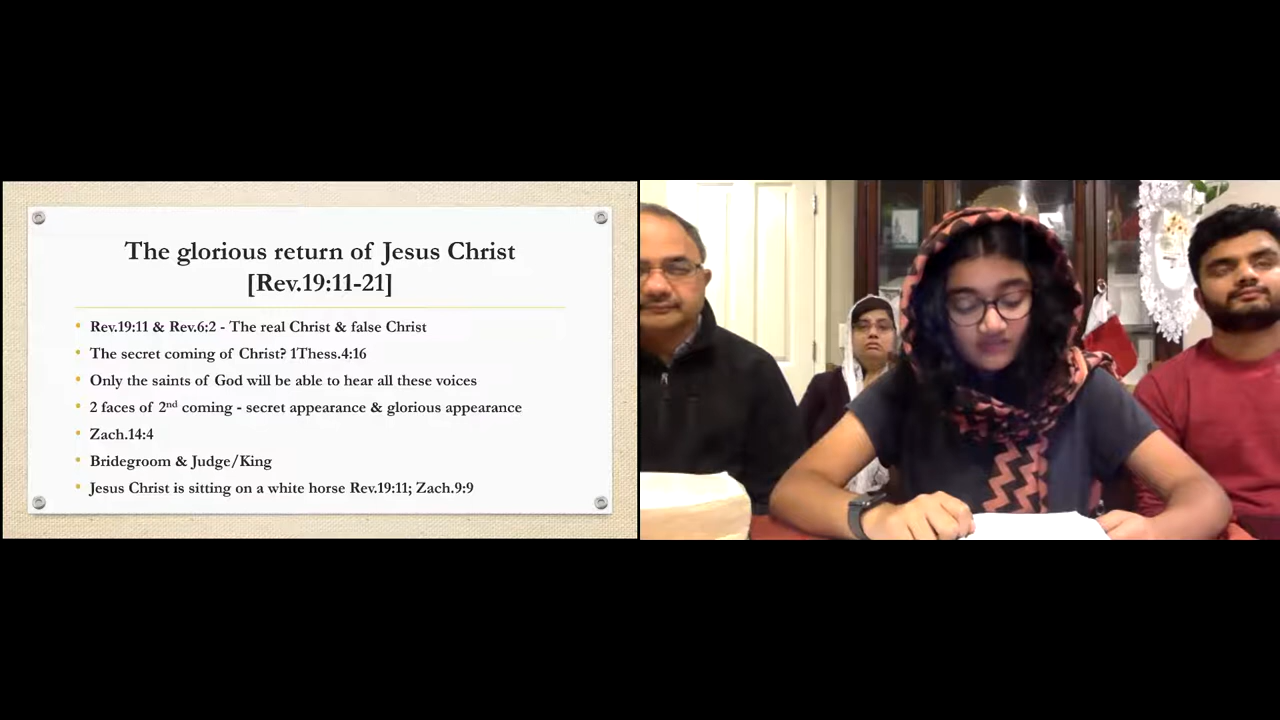 The glorious return of Jesus Christ
[Rev.19:11-21]
Rev.19:11 & Rev.6:2 - The real Christ & false Christ
The secret coming of Christ? 1Thess.4:16
Only the saints of God will be able to hear all these voices
2 faces of 2nd coming - secret appearance & glorious appearance
Zach.14:4
Bridegroom & Judge/King
Jesus Christ is sitting on a white horse Rev.19:11; Zach.9:9